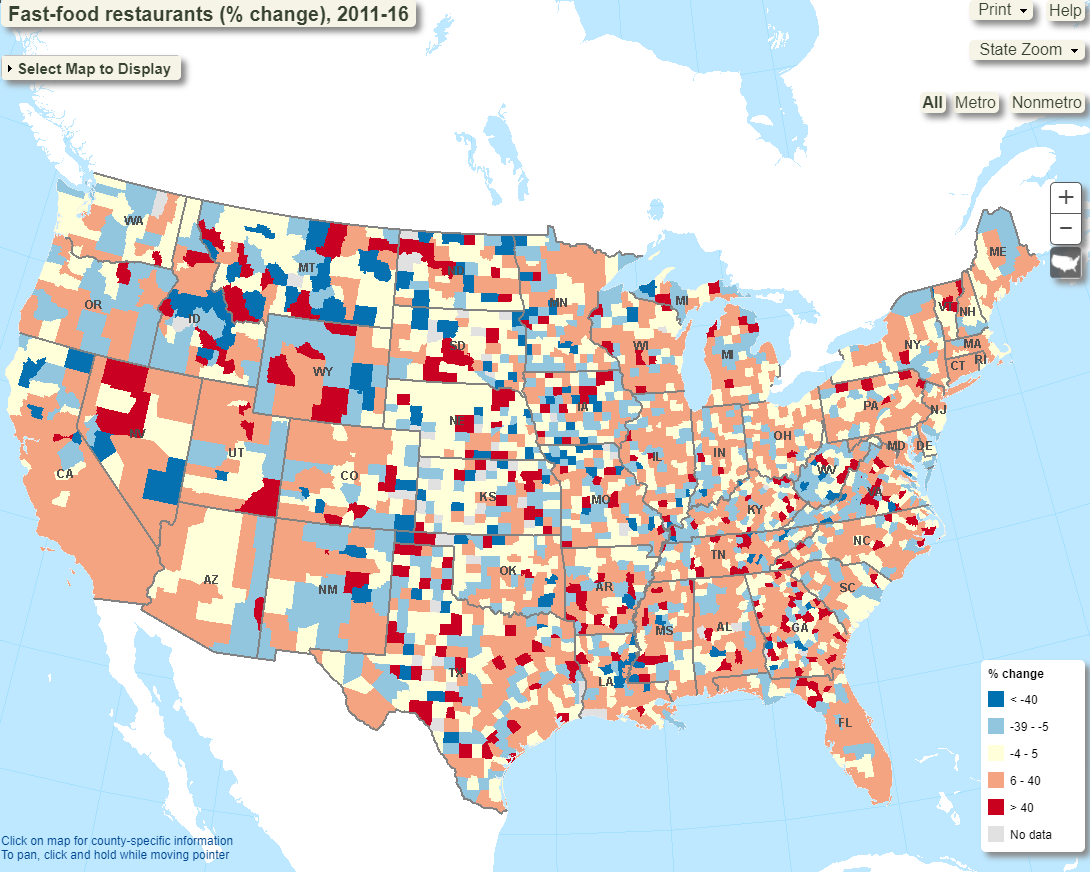 Fast-food restaurants (% change), 2011-16
Print
Help
Select Map to Display
State Zoom
All
Metro
Nonmetro
+
−
WA
MT
ME
OR
ID
MN
MI
VT
NH
WI
SD
NY
MA
WY
MI
CT
RI
NE
IA
PA
NJ
NV
OH
UT
IL
IN
MD
DE
CA
CO
WV
KS
MO
VA
KY
NC
TN
AZ
OK
AR
SC
NM
MS
AL
GA
TX
LA
FL
% change
< -40
-39 - -5
-4 - 5
6 - 40
> 40
No data
Click on map for county-specific information
To pan, click and hold while moving pointer